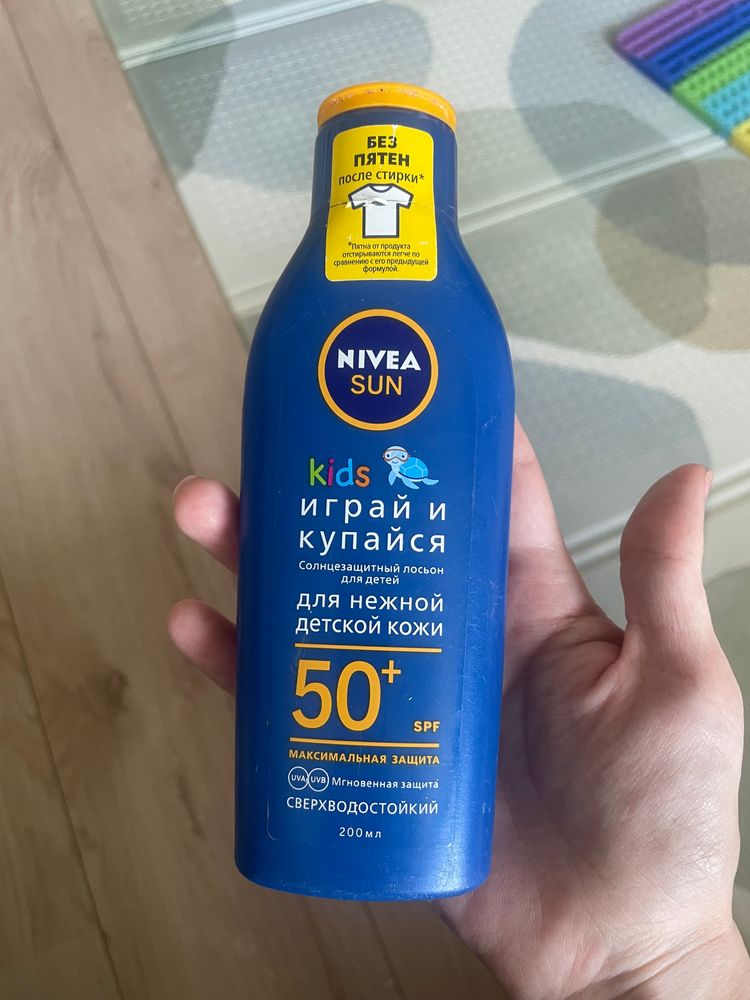 БЕЗ
ПЯТЕН
после стирки*
*Пятна от продукта
отстирываются легче по
сравнению с его предыдущей
формулой.
NIVEA
SUN
kids
играй и
купайся
Солнцезащитный лосьон
для детей
для нежной
детской кожи
50+
SPF
МАКСИМАЛЬНАЯ ЗАЩИТА
UVA UVB Мгновенная защита
СВЕРХВОДОСТОЙКИЙ
200мл